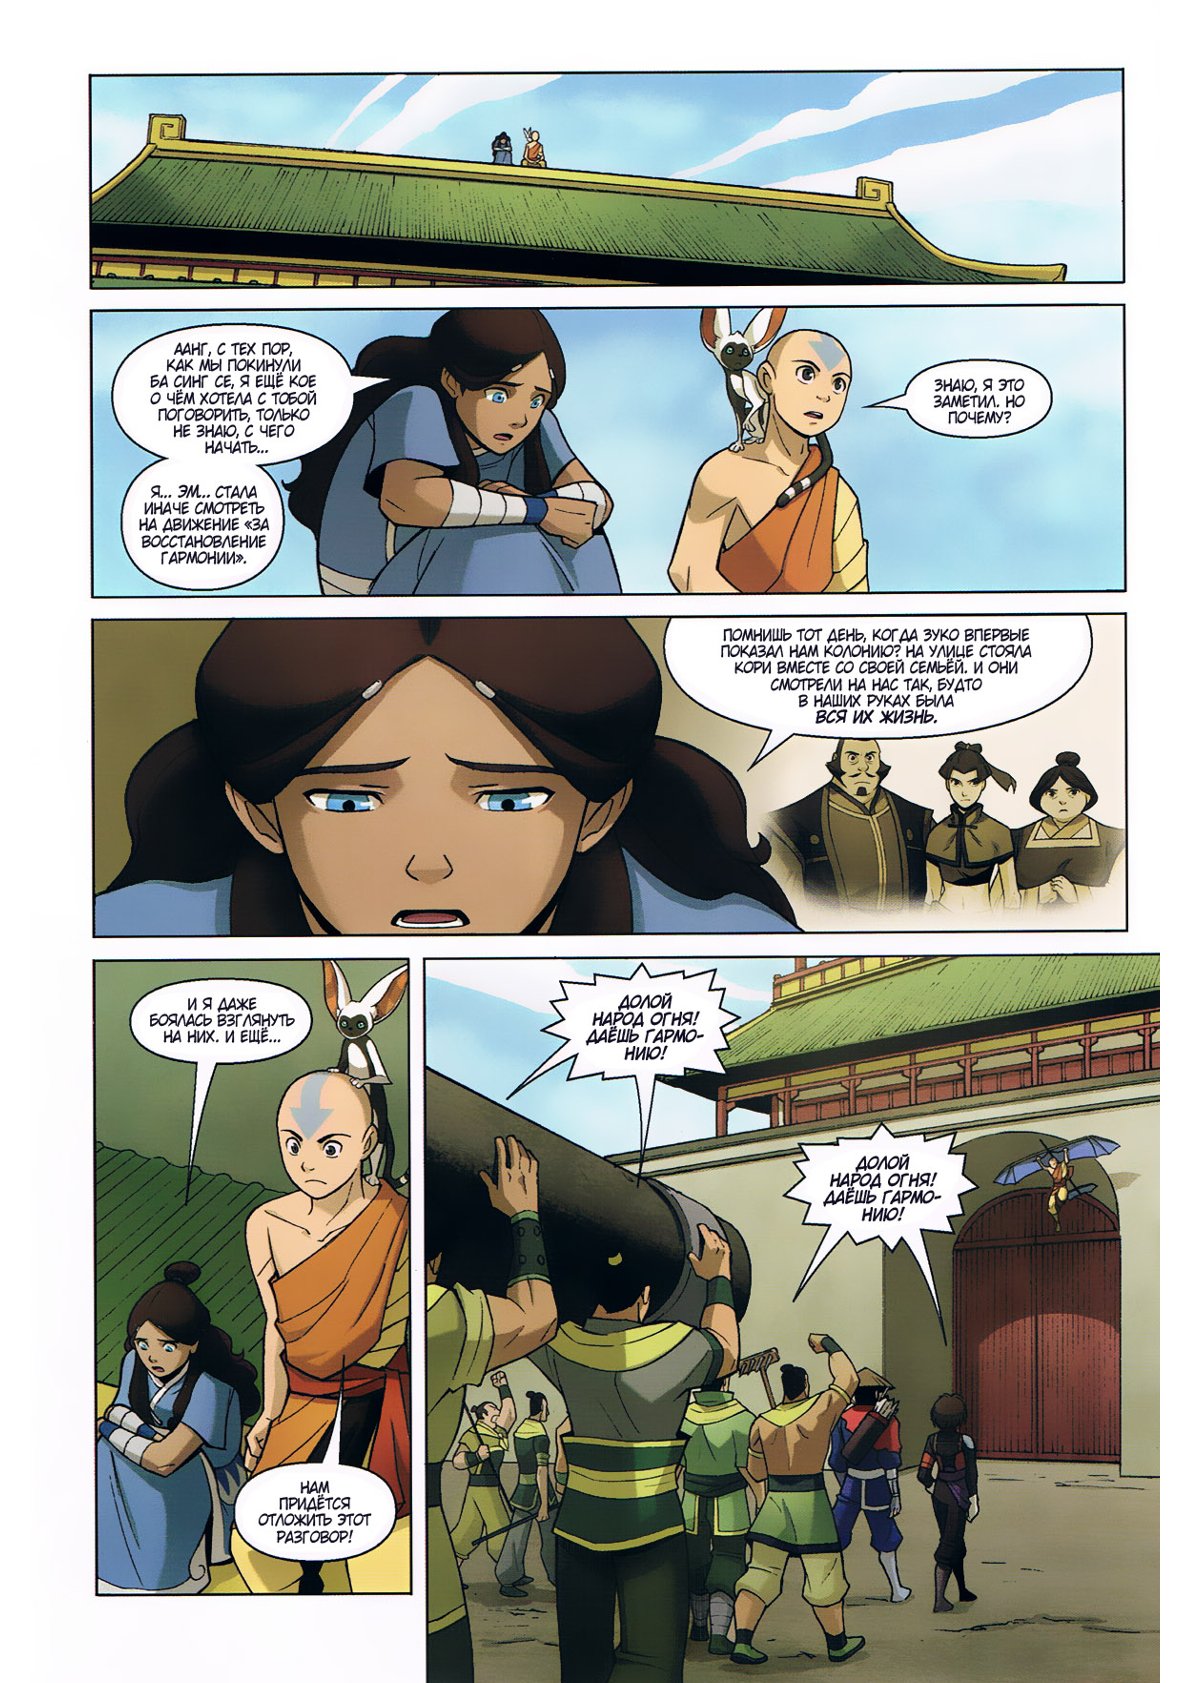 ААНГ, С ТЕХ ПОР,
КАК МЫ ПОКИНУЛИ
БА СИНГ СЕ, Я ЕЩЁ КОЕ
О ЧЁМ ХОТЕЛА С ТОБОЙ
ПОГОВОРИТЬ, ТОЛЬКО
НЕ ЗНАЮ, С ЧЕГО
НАЧАТЬ...
Я... ЭМ... СТАЛА
ИНАЧЕ СМОТРЕТЬ
НА ДВИЖЕНИЕ «ЗА
ВОССТАНОВЛЕНИЕ
ГАРМОНИИ».
ЗНАЮ, Я ЭТО
ЗАМЕТИЛ. НО
ПОЧЕМУ?
ПОМНИШЬ ТОТ ДЕНЬ, КОГДА ЗУКО ВПЕРВЫЕ
ПОКАЗАЛ НАМ КОЛОНИЮ? НА УЛИЦЕ СТОЯЛА
КОРИ ВМЕСТЕ СО СВОЕЙ СЕМЬЁЙ. И ОНИ
СМОТРЕЛИ НА НАС ТАК, БУДТО
В НАШИХ РУКАХ БЫЛА
ВСЯ ИХ ЖИЗНЬ.
И Я ДАЖЕ
БОЯЛАСЬ ВЗГЛЯНУТЬ
НА НИХ. И ЕЩЁ...
НАМ
ПРИДЁТСЯ
ОТЛОЖИТЬ ЭТОТ
РАЗГОВОР!
ДОЛОЙ
НАРОД ОГНЯ!
ДАЁШЬ ГАРМО-
НИЮ!
ДОЛОЙ
НАРОД ОГНЯ!
ДАЁШЬ ГАРМО-
НИЮ!